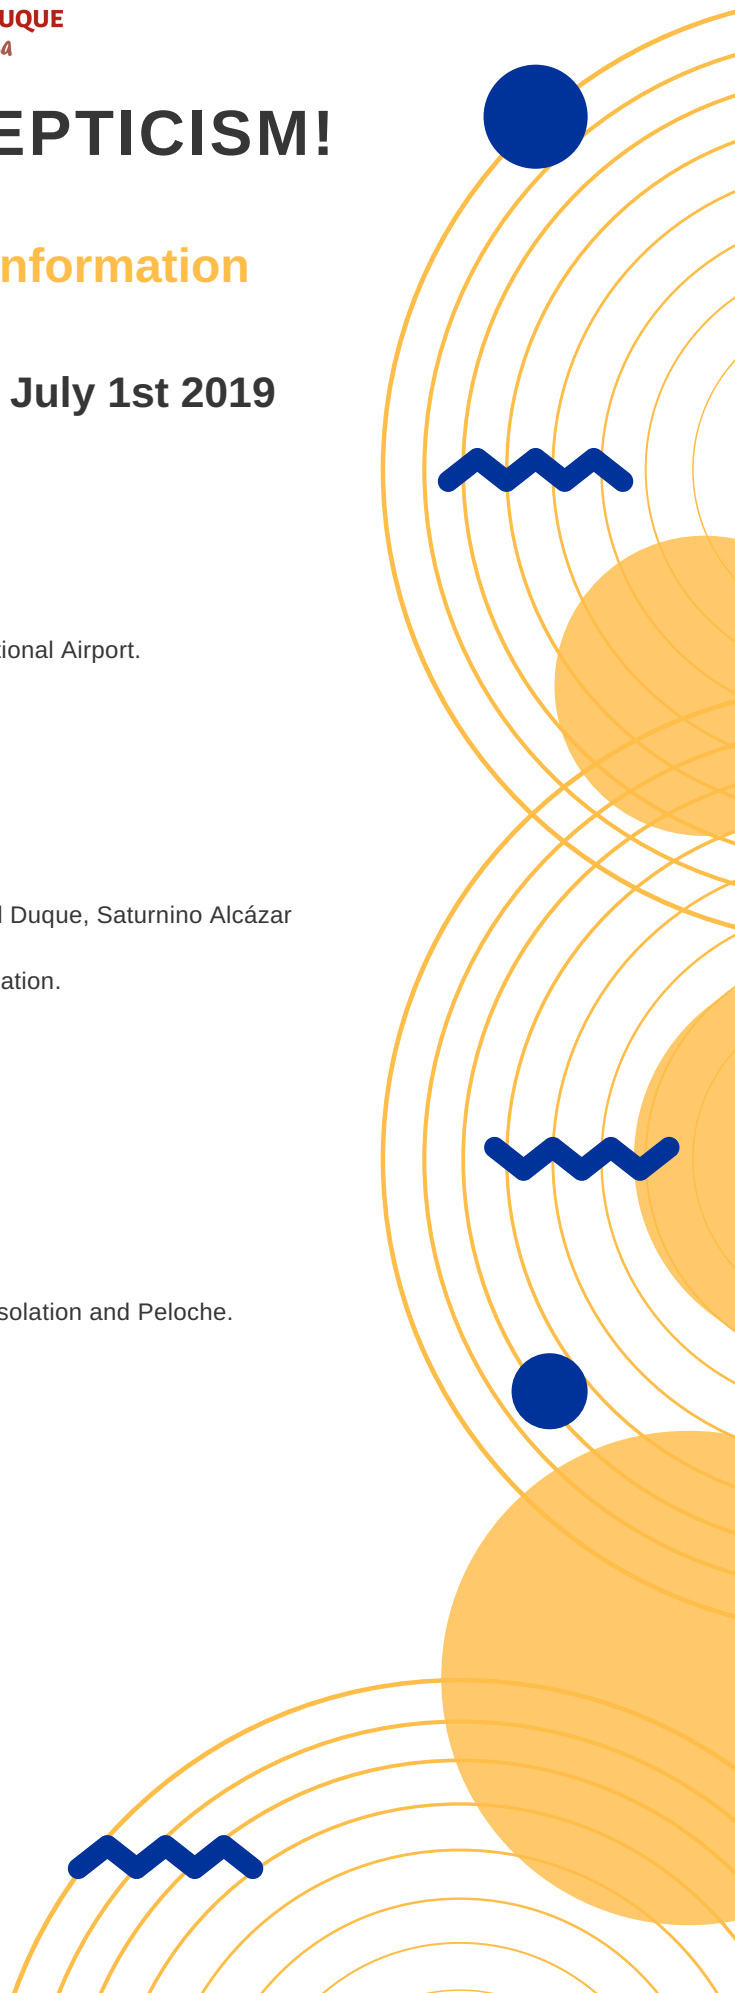 UQUE
a
EPTICISM!
nformation
July 1st 2019
tional Airport.
l Duque, Saturnino Alcázar
ation.
solation and Peloche.